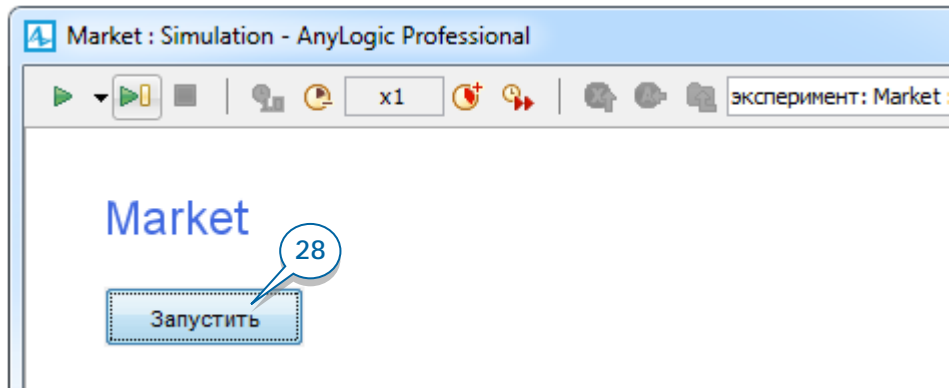 Market : Simulation - AnyLogic Professional
x1
эксперимент: Market
Market
28
Запустить